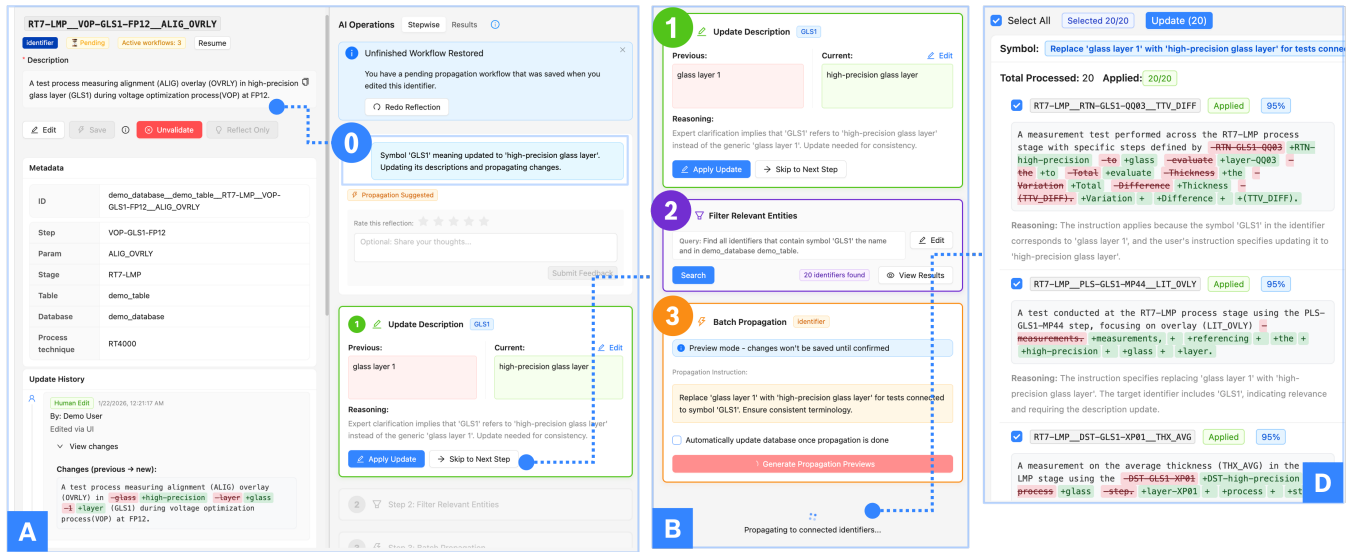 RT7-LMP__VOP-GLS1-FP12__ALIG_OVRLY
identifier
Pending
Active workflows: 3
Resume
* Description
A test process measuring alignment (ALIG) overlay (OVRLY) in high-precision
glass layer (GLS1) during voltage optimization process(VOP) at FP12.
Edit
Save
Unvalidate
Reflect Only
Metadata
ID
demo_database__demo_table__RT7-LMP__VOP-
GLS1-FP12__ALIG_OVRLY
Step
VOP-GLS1-FP12
Param
ALIG_OVRLY
Stage
RT7-LMP
Table
demo_table
Database
demo_database
Process
technique
RT4000
Update History
Human Edit
1/22/2026, 12:21:17 AM
By: Demo User
Edited via UI
View changes
Changes (previous → new):
A test process measuring alignment (ALIG) overlay
(OVRLY) in -glass +high-precision -layer +glass
-1 +layer (GLS1) during voltage optimization
process(VOP) at FP12.
A
AI Operations
Stepwise
Results
Unfinished Workflow Restored
You have a pending propagation workflow that was saved when you
edited this identifier.
Redo Reflection
0
Symbol 'GLS1' meaning updated to 'high-precision glass layer'.
Updating its descriptions and propagating changes.
Propagation Suggested
Rate this reflection:
Optional: Share your thoughts...
Submit Feedback
1
Update Description
GLS1
Previous:
Current:
Edit
glass layer 1
high-precision glass layer
Reasoning:
Expert clarification implies that 'GLS1' refers to 'high-precision glass layer'
instead of the generic 'glass layer 1'. Update needed for consistency.
Apply Update
→ Skip to Next Step
2
Step 2: Filter Relevant Entities
1
Update Description
GLS1
Previous:
Current:
Edit
glass layer 1
high-precision glass layer
Reasoning:
Expert clarification implies that 'GLS1' refers to 'high-precision glass layer'
instead of the generic 'glass layer 1'. Update needed for consistency.
Apply Update
→ Skip to Next Step
2
Filter Relevant Entities
Query: Find all identifiers that contain symbol 'GLS1' the name
and in demo_database demo_table.
Edit
Search
20 identifiers found
View Results
3
Batch Propagation
identifier
Preview mode - changes won't be saved until confirmed
Propagation Instruction:
Replace 'glass layer 1' with 'high-precision glass layer' for tests connected
to symbol 'GLS1'. Ensure consistent terminology.
Automatically update database once propagation is done
Generate Propagation Previews
Propagating to connected identifiers...
B
Select All
Selected 20/20
Update (20)
Symbol:
Replace 'glass layer 1' with 'high-precision glass layer' for tests
Total Processed: 20
Applied:
20/20
RT7-LMP__RTN-GLS1-QQ03__TTV_DIFF
Applied
95%
A measurement test performed across the RT7-LMP process
stage with specific steps defined by -RTN-GLS1-QQ03 +RTN-
high-precision -to +glass -evaluate +layer-QQ03 -
the +to -Total +evaluate -Thickness +the -
Variation +Total -Difference +Thickness -
(TTV_DIFF). +Variation + +Difference + +(TTV_DIFF).
Reasoning: The instruction applies because the symbol 'GLS1' in the identifier
corresponds to 'glass layer 1', and the user's instruction specifies updating it to
'high-precision glass layer'.
RT7-LMP__PLS-GLS1-MP44__LIT_OVLY
Applied
95%
A test conducted at the RT7-LMP process stage using the PLS-
GLS1-MP44 step, focusing on overlay (LIT_OVLY) -
measurements. +measurements, + +referencing + +the +
+high-precision + +glass + +layer.
Reasoning: The instruction specifies replacing 'glass layer 1' with 'high-
precision glass layer'. The target identifier includes 'GLS1', indicating relevance
and requiring the description update.
RT7-LMP__DST-GLS1-XP01__THX_AVG
Applied
95%
A measurement on the average thickness (THX_AVG) in the
LMP stage using the -DST-GLS1-XP01 +DST-high-precision
process +glass -step. +layer-XP01 + +process +
D